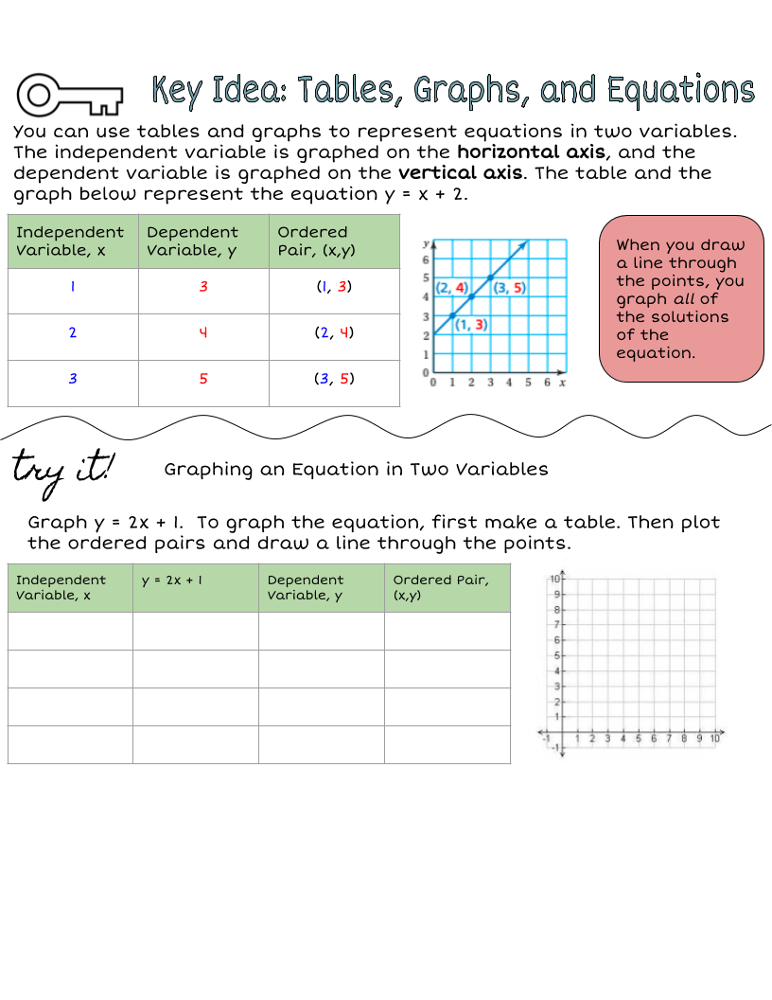 Key Idea: Tables, Graphs, and Equations
You can use tables and graphs to represent equations in two variables.
The independent variable is graphed on the horizontal axis, and the
dependent variable is graphed on the vertical axis. The table and the
graph below represent the equation y = x + 2.
Independent Variable, x Dependent Variable, y Ordered Pair, (x,y)
1 3 (1, 3)
2 4 (2, 4)
3 5 (3, 5)
y
6
5
4
3
2
1
0
(2, 4) (3, 5)
(1, 3)
0 1 2 3 4 5 6 x
When you draw
a line through
the points, you
graph all of
the solutions
of the
equation.
try it!
Graphing an Equation in Two Variables
Graph y = 2x + 1. To graph the equation, first make a table. Then plot
the ordered pairs and draw a line through the points.
Independent Variable, x y = 2x + 1 Dependent Variable, y Ordered Pair, (x,y)
10
9
8
7
6
5
4
3
2
1
-1 1 2 3 4 5 6 7 8 9 10
-1